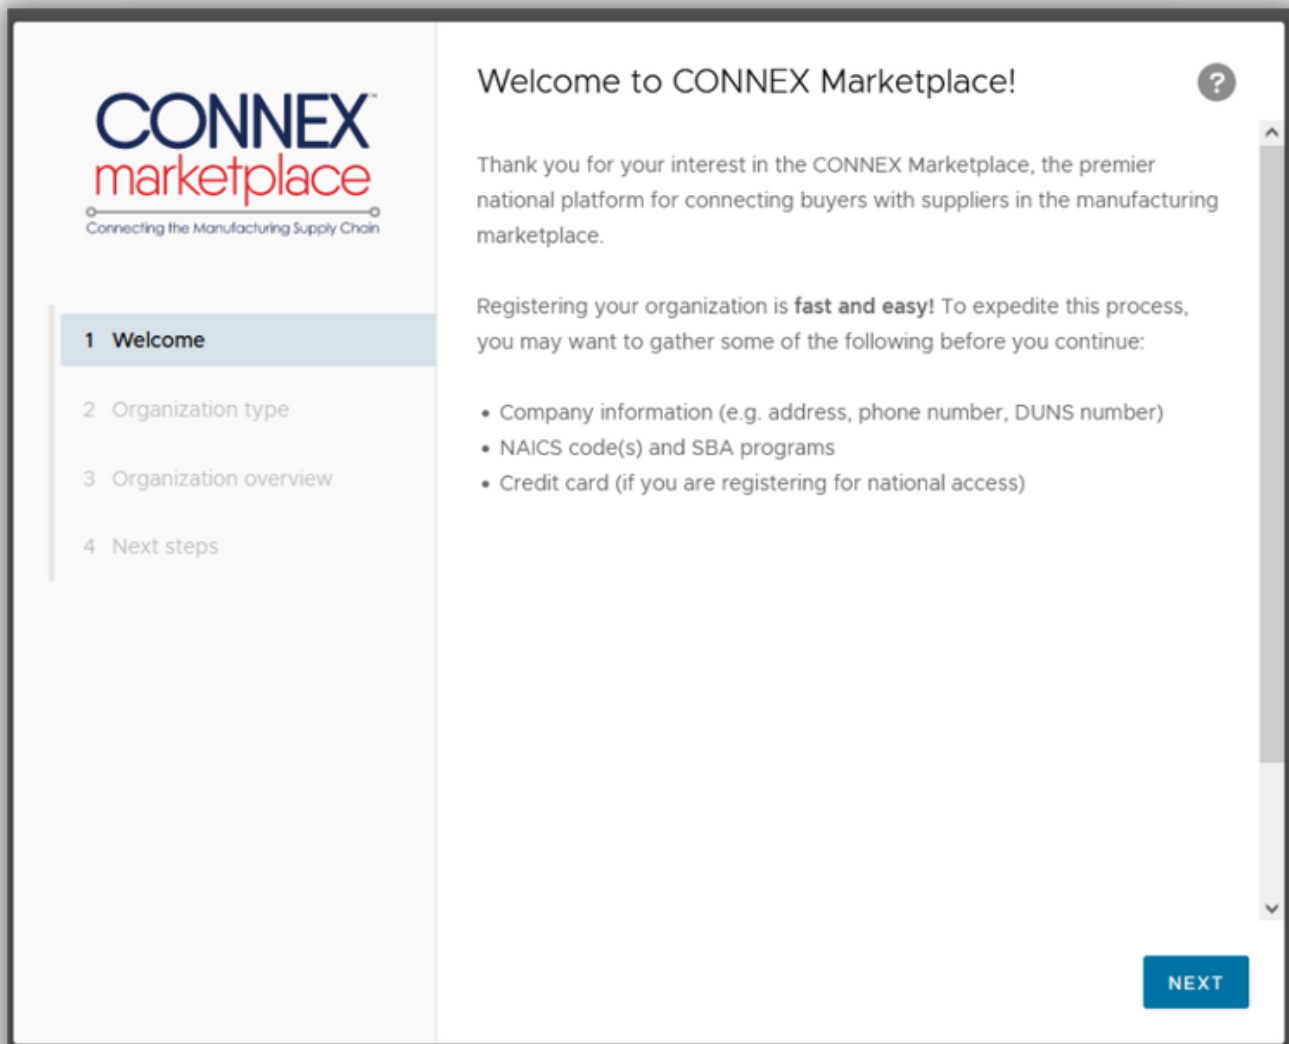 CONNEX™
marketplace
Connecting the Manufacturing Supply Chain
1 Welcome
2 Organization type
3 Organization overview
4 Next steps
Welcome to CONNEX Marketplace!
?
Thank you for your interest in the CONNEX Marketplace, the premier
national platform for connecting buyers with suppliers in the manufacturing
marketplace.
Registering your organization is fast and easy! To expedite this process,
you may want to gather some of the following before you continue:
• Company information (e.g. address, phone number, DUNS number)
• NAICS code(s) and SBA programs
• Credit card (if you are registering for national access)
NEXT